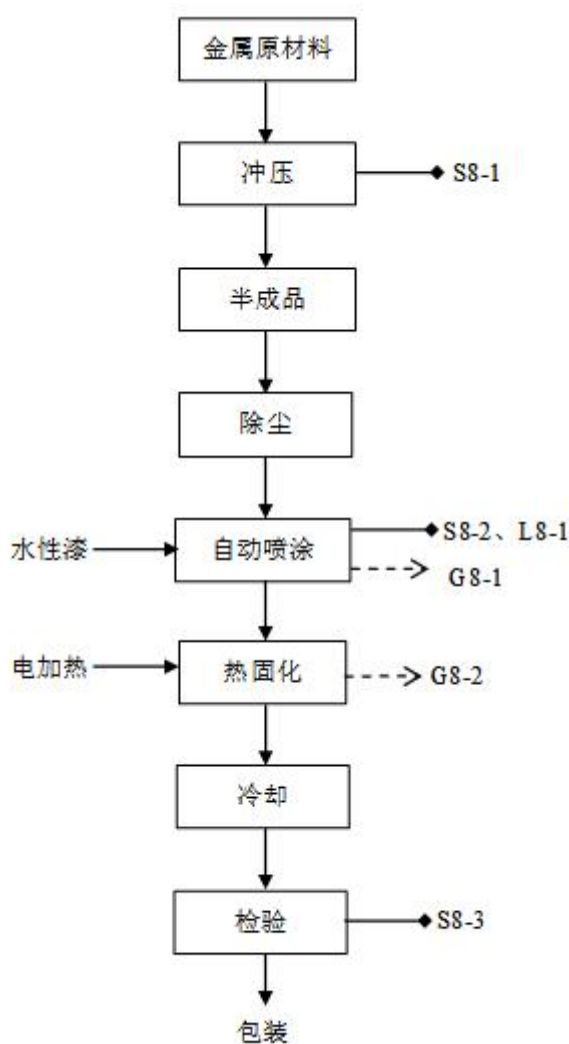 金属原材料
冲压
S8-1
半成品
除尘
水性漆
自动喷涂
S8-2、L8-1
G8-1
电加热
热固化
G8-2
冷却
检验
S8-3
包装